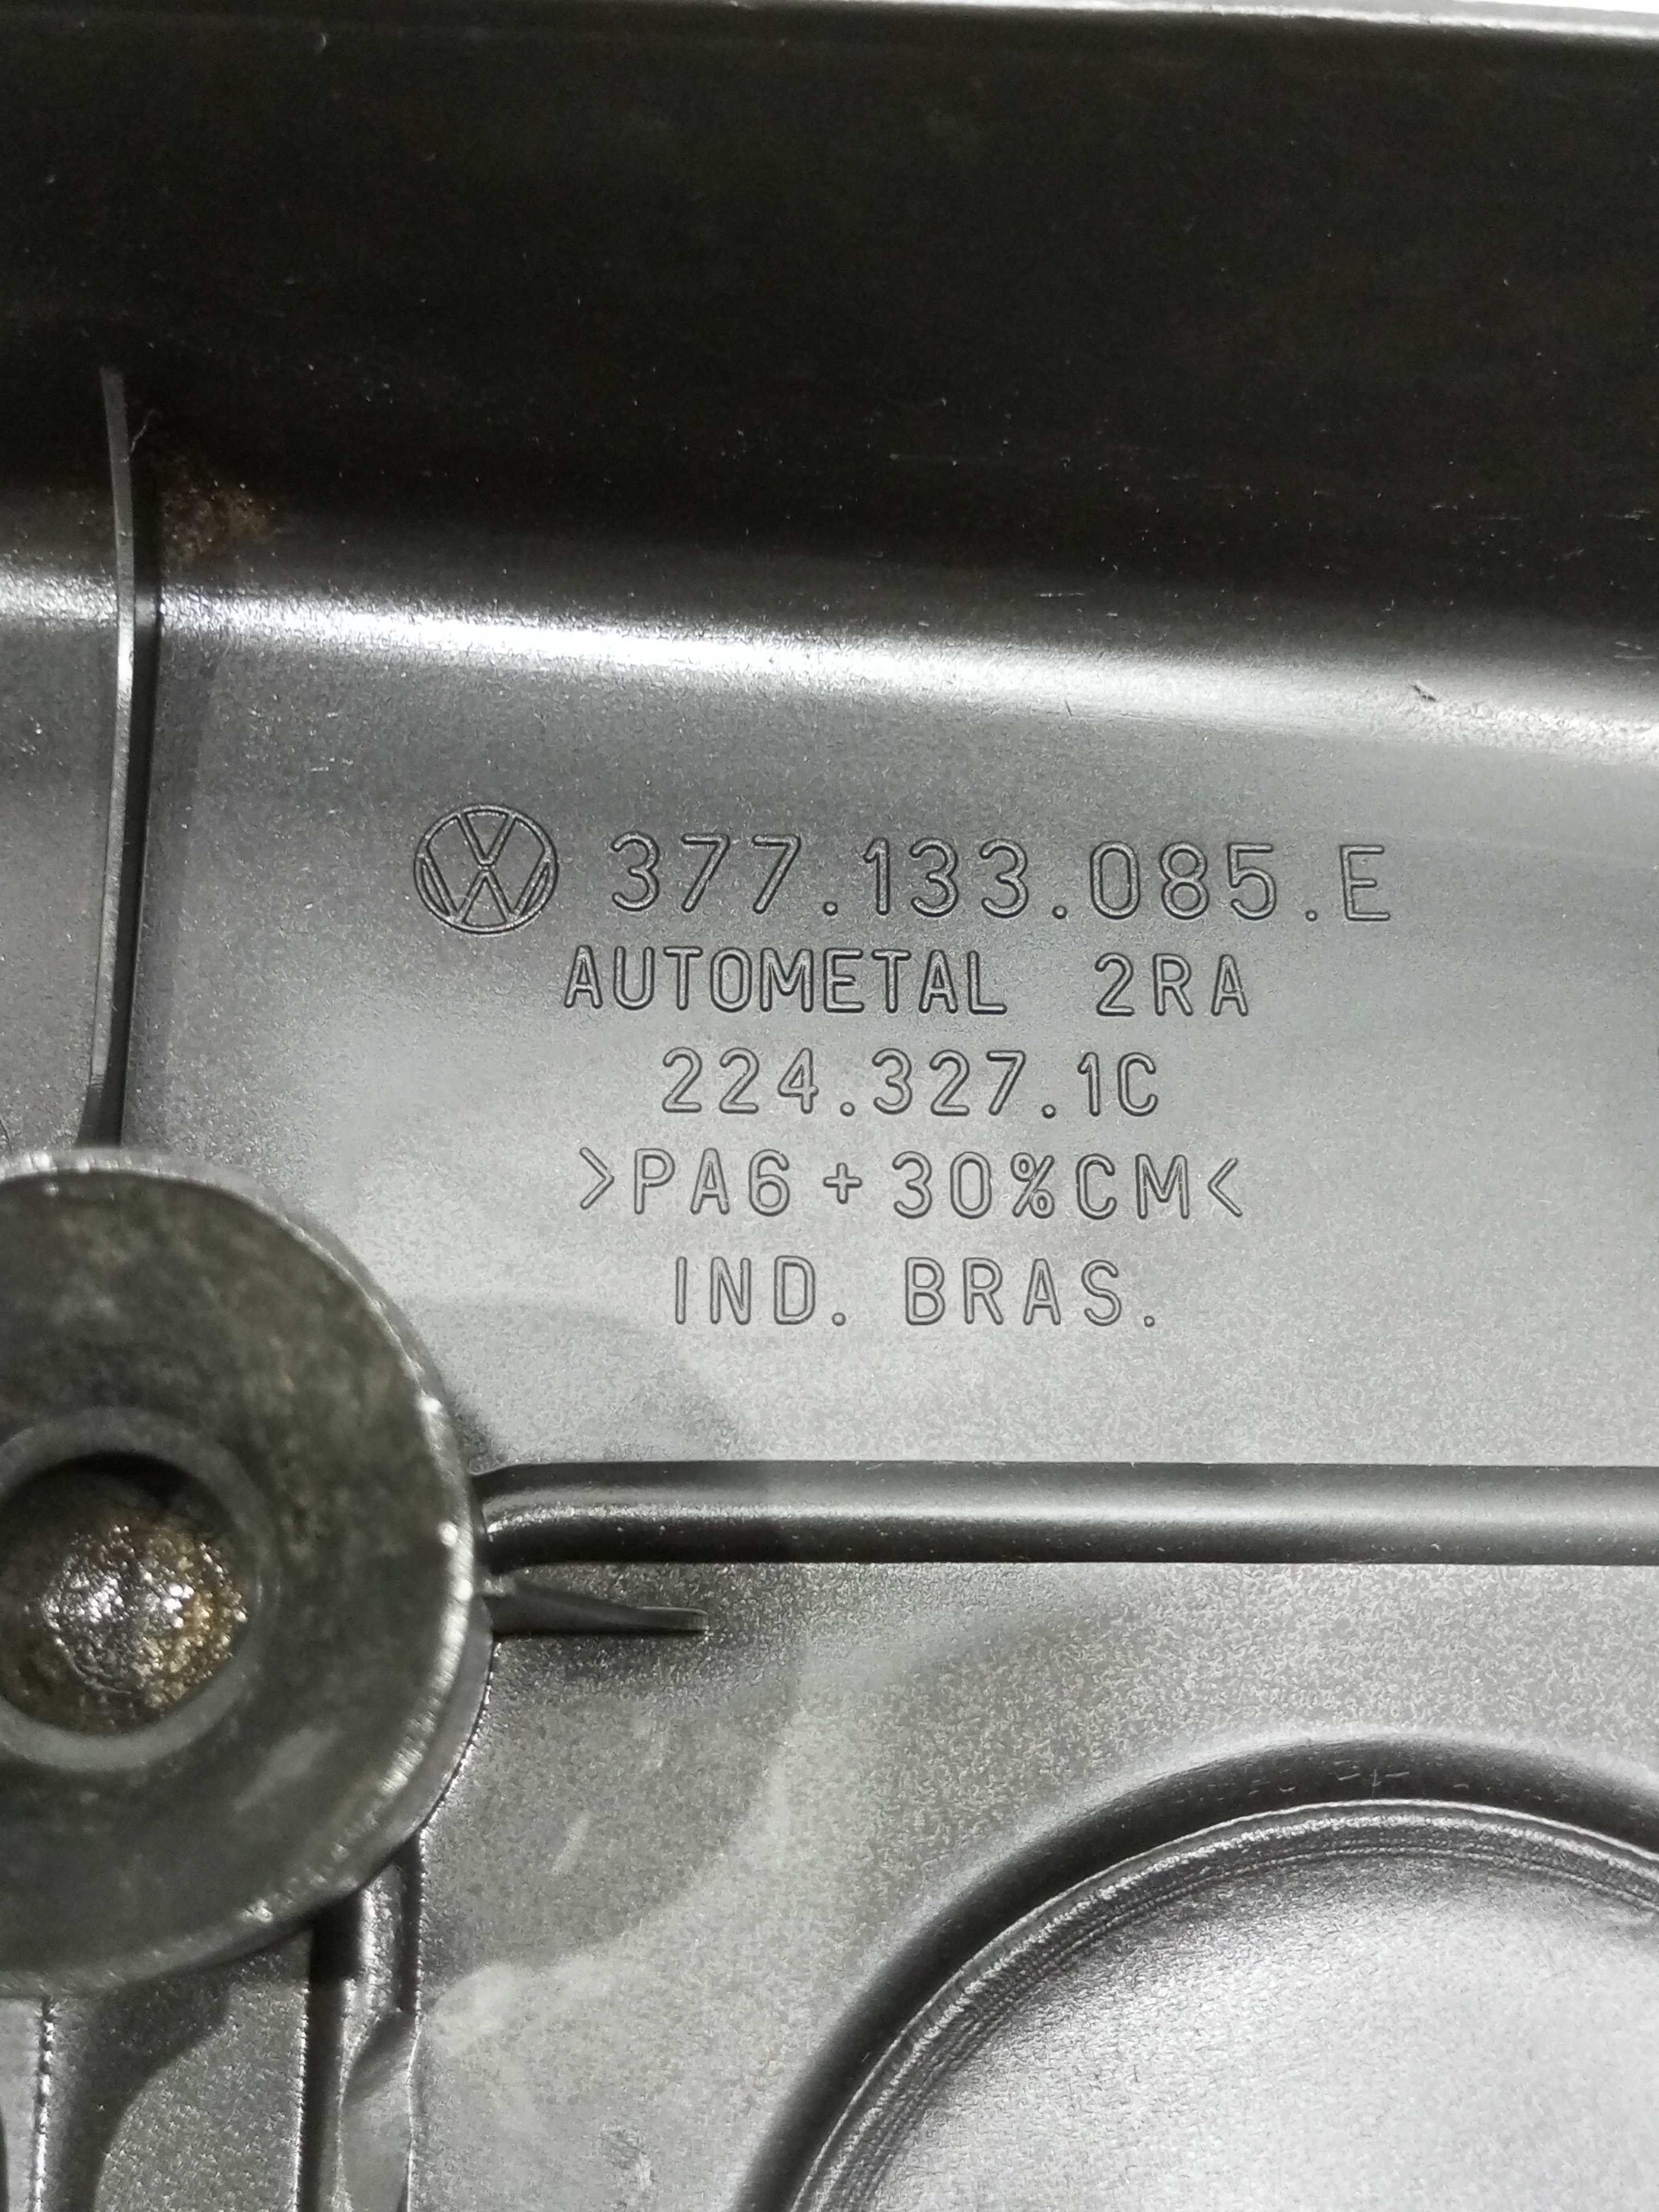 377.133.085.E
AUTOMETAL 2RA
224.327.1C
>PA6+30%CM<
IND. BRAS.